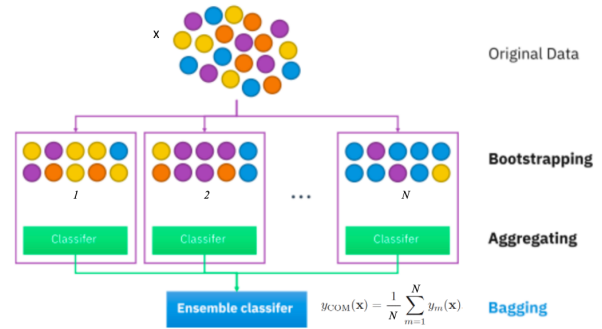 x
Original Data
Bootstrapping
1 2 ... N
Classifer Classifer Classifer
Aggregating
Ensemble classifer
y_COM(x) = 1/N ∑_{m=1}^{N} y_m(x)
Bagging